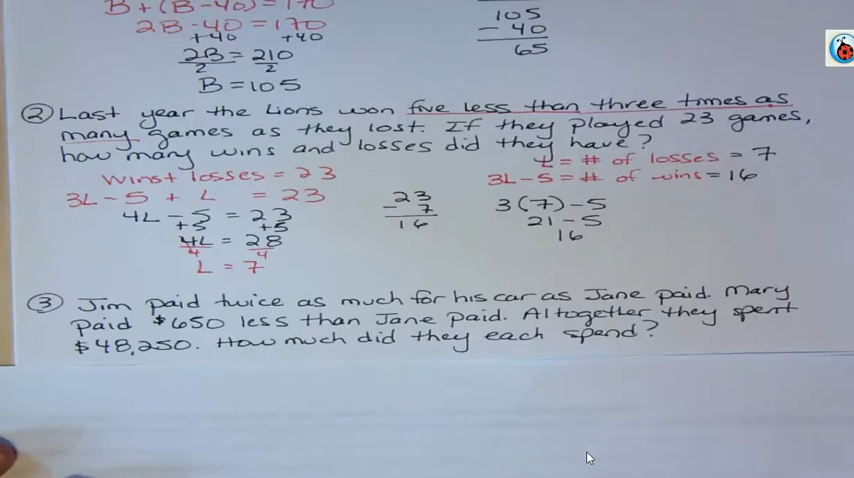 B + (B - 40) = 170
2B - 40 = 170
+40 +40
2B = 210
2 2
B = 105
105
- 40
65
② Last year the Lions won five less than three times as
many games as they lost. If they played 23 games,
how many wins and losses did they have?
Wins + losses = 23
3L - 5 + L = 23
4L - 5 = 23
+5 +5
4L = 28
4 4
L = 7
23
- 7
16
L = # of losses = 7
3L - 5 = # of wins = 16
3(7) - 5
21 - 5
16
③ Jim paid twice as much for his car as Jane paid. Mary
paid $650 less than Jane paid. Altogether they spent
$48,250. How much did they each spend?